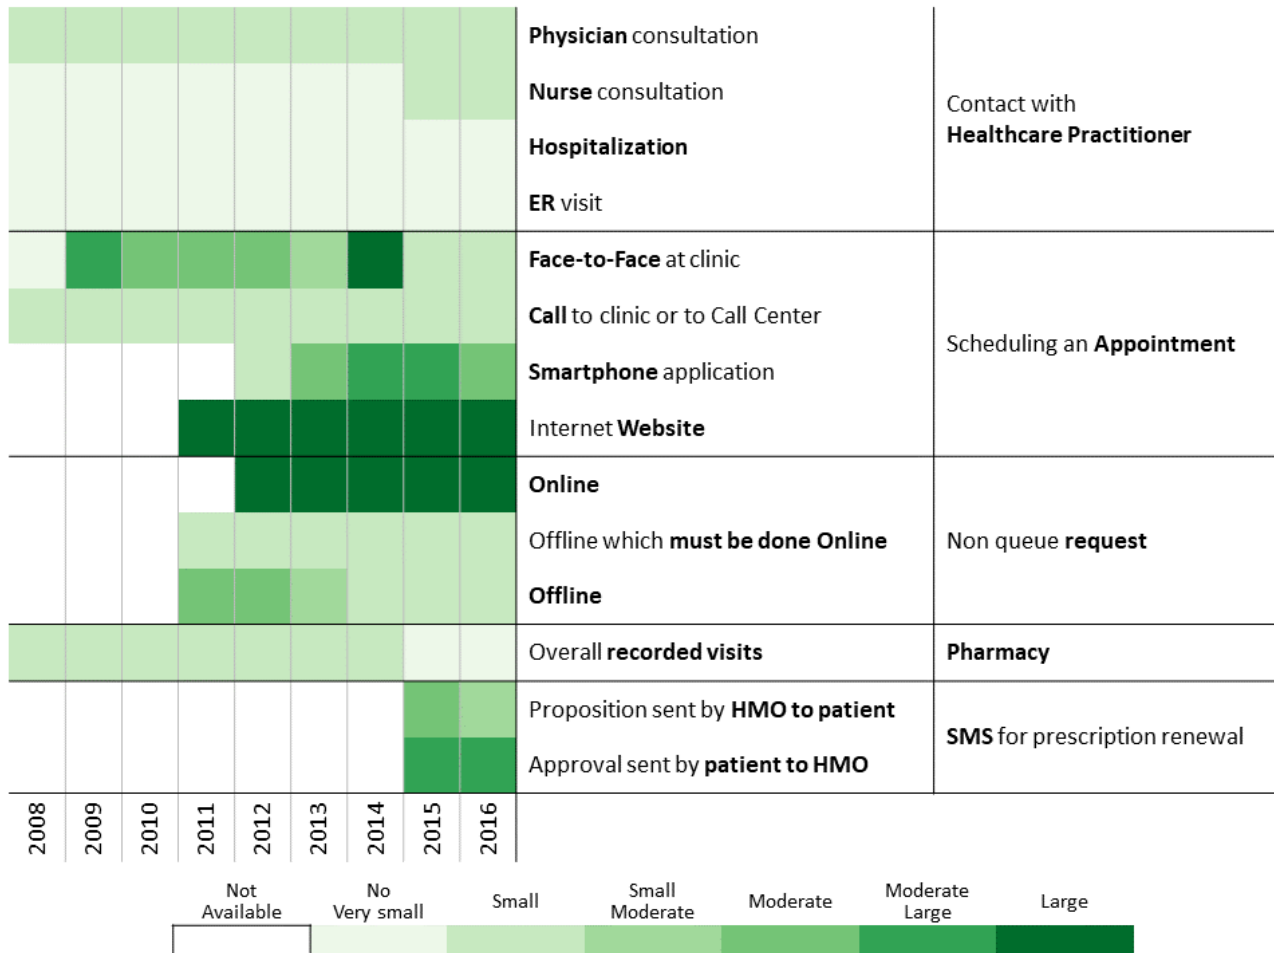 Physician consultation
Nurse consultation
Contact with
Healthcare Practitioner
Hospitalization
ER visit
Face-to-Face at clinic
Call to clinic or to Call Center
Scheduling an Appointment
Smartphone application
Internet Website
Online
Offline which must be done Online
Non queue request
Offline
Overall recorded visits
Pharmacy
Proposition sent by HMO to patient
SMS for prescription renewal
Approval sent by patient to HMO
2008 2009 2010 2011 2012 2013 2014 2015 2016
Not Available
No Very small
Small
Small Moderate
Moderate
Moderate Large
Large